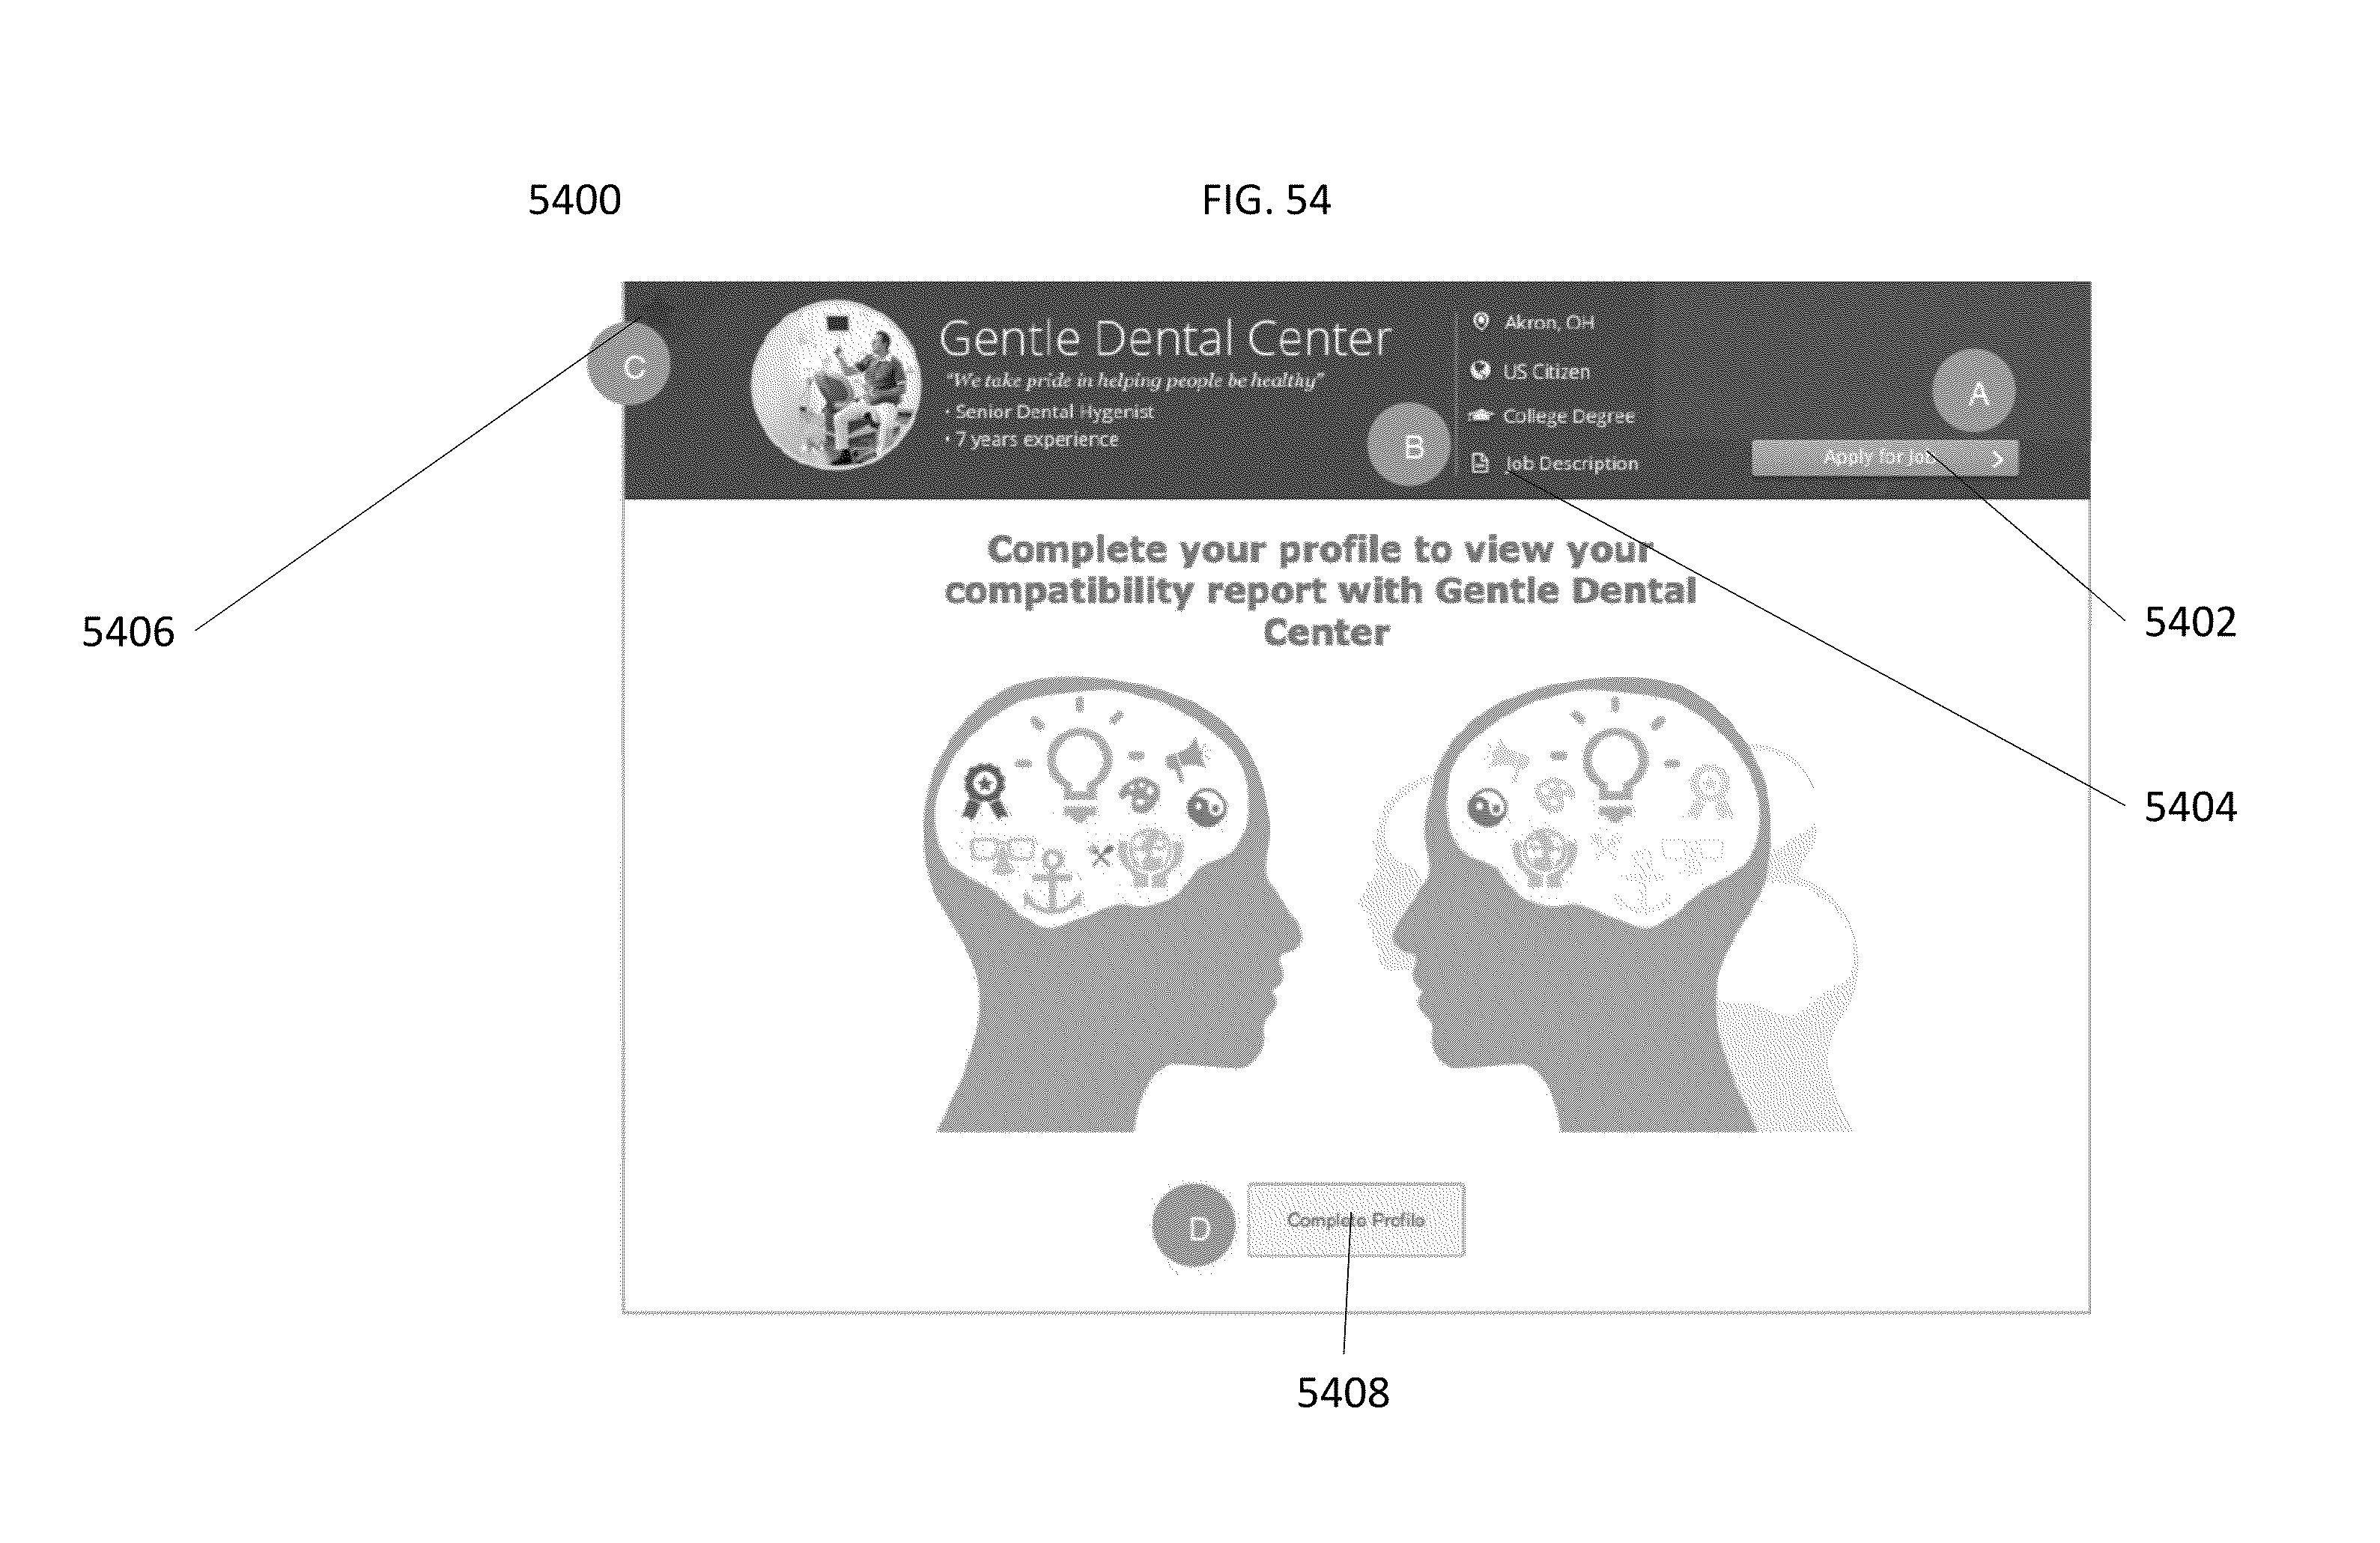 5400
FIG. 54
C
Gentle Dental Center
"We take pride in helping people be healthy"
• Senior Dental Hygenist
• 7 years experience
B
Akron, OH
US Citizen
College Degree
Job Description
A
Apply for Job
Complete your profile to view your
compatibility report with Gentle Dental
Center
5406
5402
5404
D
Complete Profile
5408